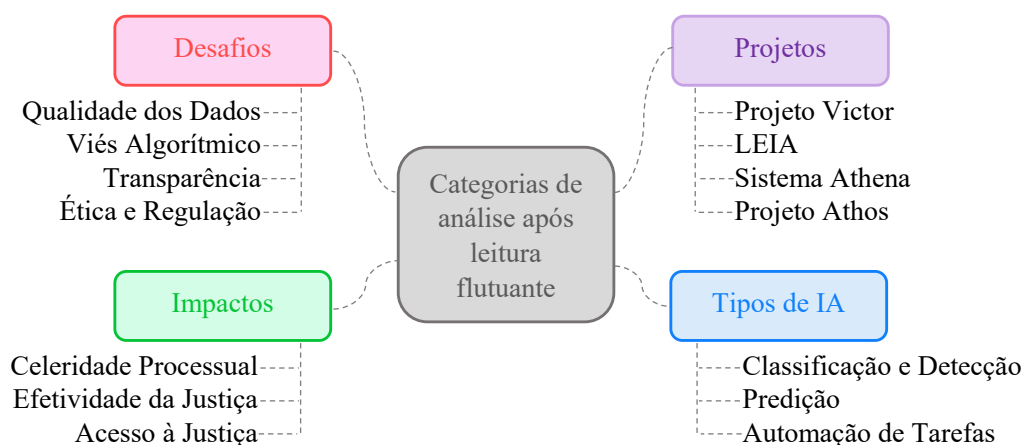 Desafios
Qualidade dos Dados
Viés Algorítmico
Transparência
Ética e Regulação
Projetos
Projeto Victor
LEIA
Sistema Athena
Projeto Athos
Categorias de
análise após
leitura
flutuante
Impactos
Celeridade Processual
Efetividade da Justiça
Acesso à Justiça
Tipos de IA
Classificação e Detecção
Predição
Automação de Tarefas